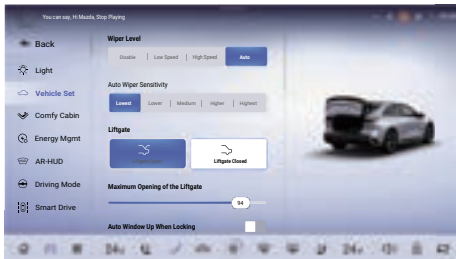 You can say, Hi Mazda, Stop Playing
Back
Light
Vehicle Set
Comfy Cabin
Energy Mgmt
AR-HUD
Driving Mode
Smart Drive
Wiper Level
Disable Low Speed High Speed Auto
Auto Wiper Sensitivity
Lowest Lower Medium Higher Highest
Liftgate
Liftgate Closed
Maximum Opening of the Liftgate
94
Auto Window Up When Locking